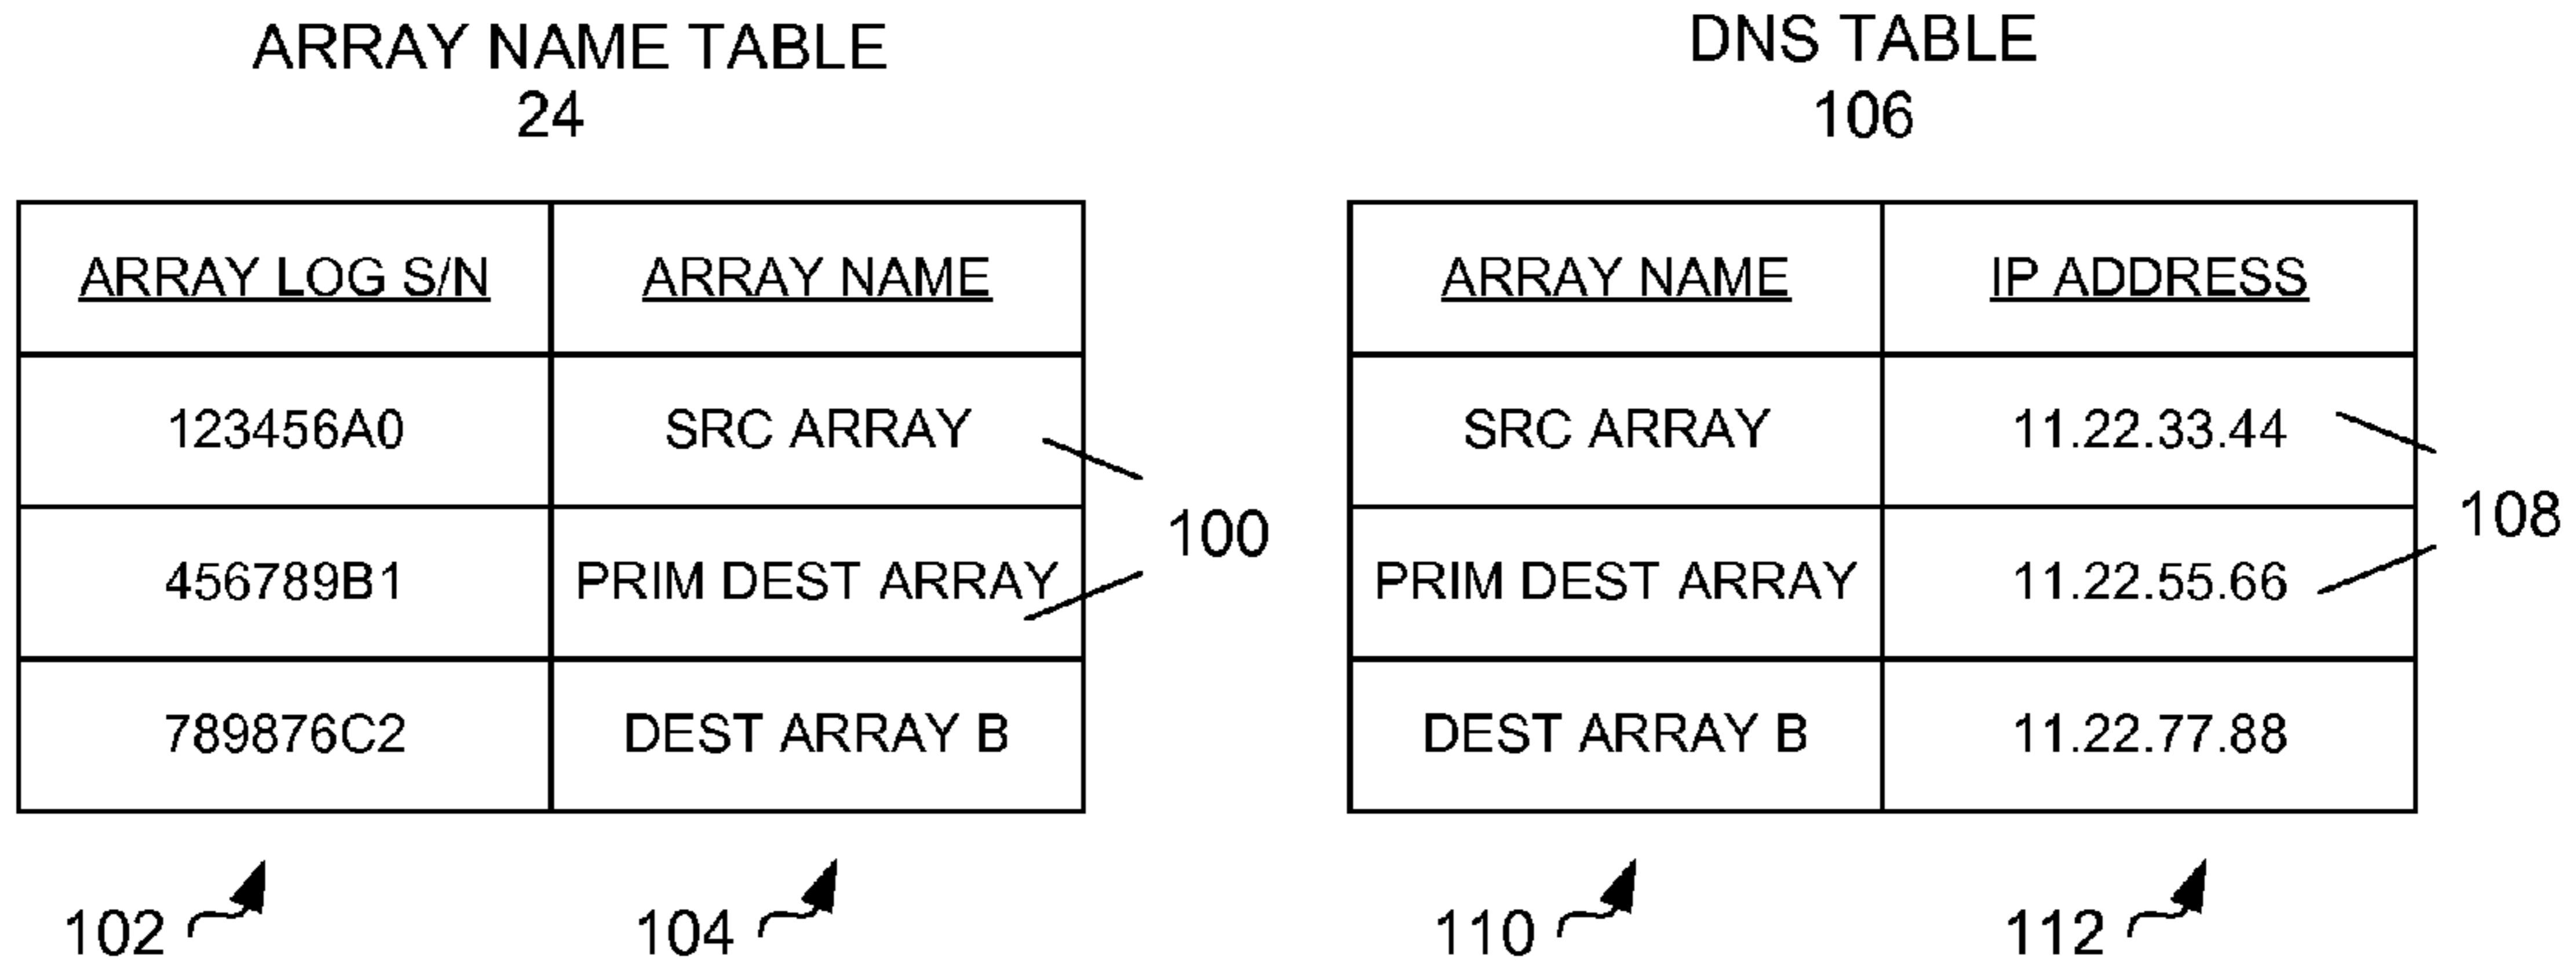 ARRAY NAME TABLE
24
ARRAY LOG S/N ARRAY NAME
123456A0 SRC ARRAY
456789B1 PRIM DEST ARRAY
789876C2 DEST ARRAY B
100
102 104
DNS TABLE
106
ARRAY NAME IP ADDRESS
SRC ARRAY 11.22.33.44
PRIM DEST ARRAY 11.22.55.66
DEST ARRAY B 11.22.77.88
108
110 112